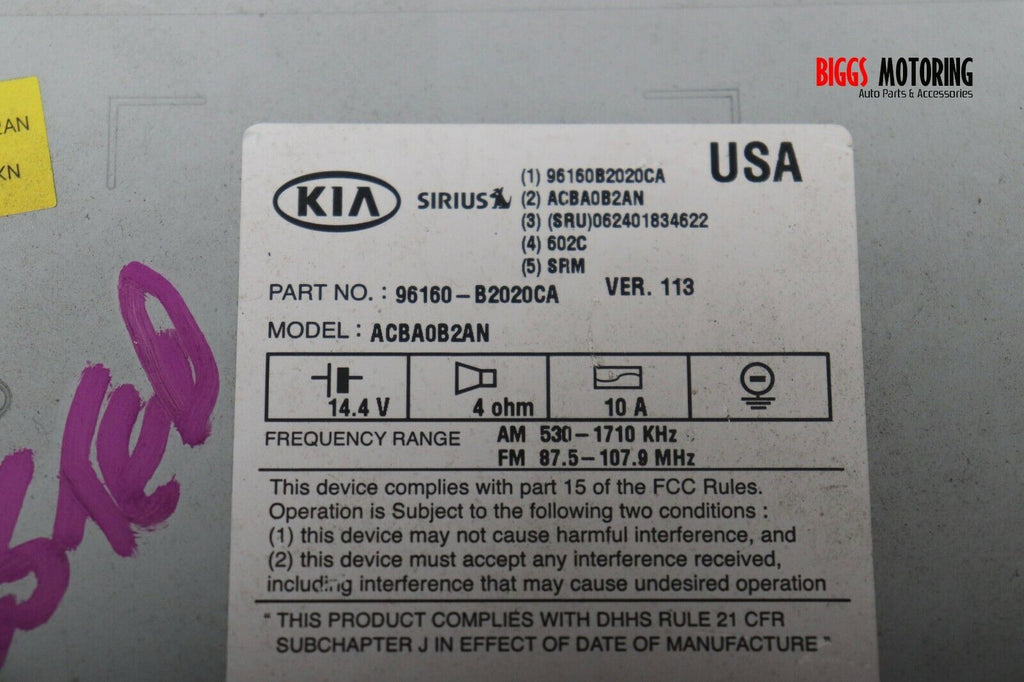 BIGGS MOTORING
Auto Parts & Accessories
AN
KN
USA
KIA
SIRIUS
(1) 96160B2020CA
(2) ACBA0B2AN
(3) (SRU)062401834622
(4) 602C
(5) SRM
PART NO. : 96160-B2020CA VER. 113
MODEL : ACBA0B2AN
14.4 V 4 ohm 10 A
FREQUENCY RANGE AM 530-1710 KHz
FM 87.5-107.9 MHz
This device complies with part 15 of the FCC Rules.
Operation is Subject to the following two conditions :
(1) this device may not cause harmful interference, and
(2) this device must accept any interference received,
including interference that may cause undesired operation
" THIS PRODUCT COMPLIES WITH DHHS RULE 21 CFR
SUBCHAPTER J IN EFFECT OF DATE OF MANUFACTURE "